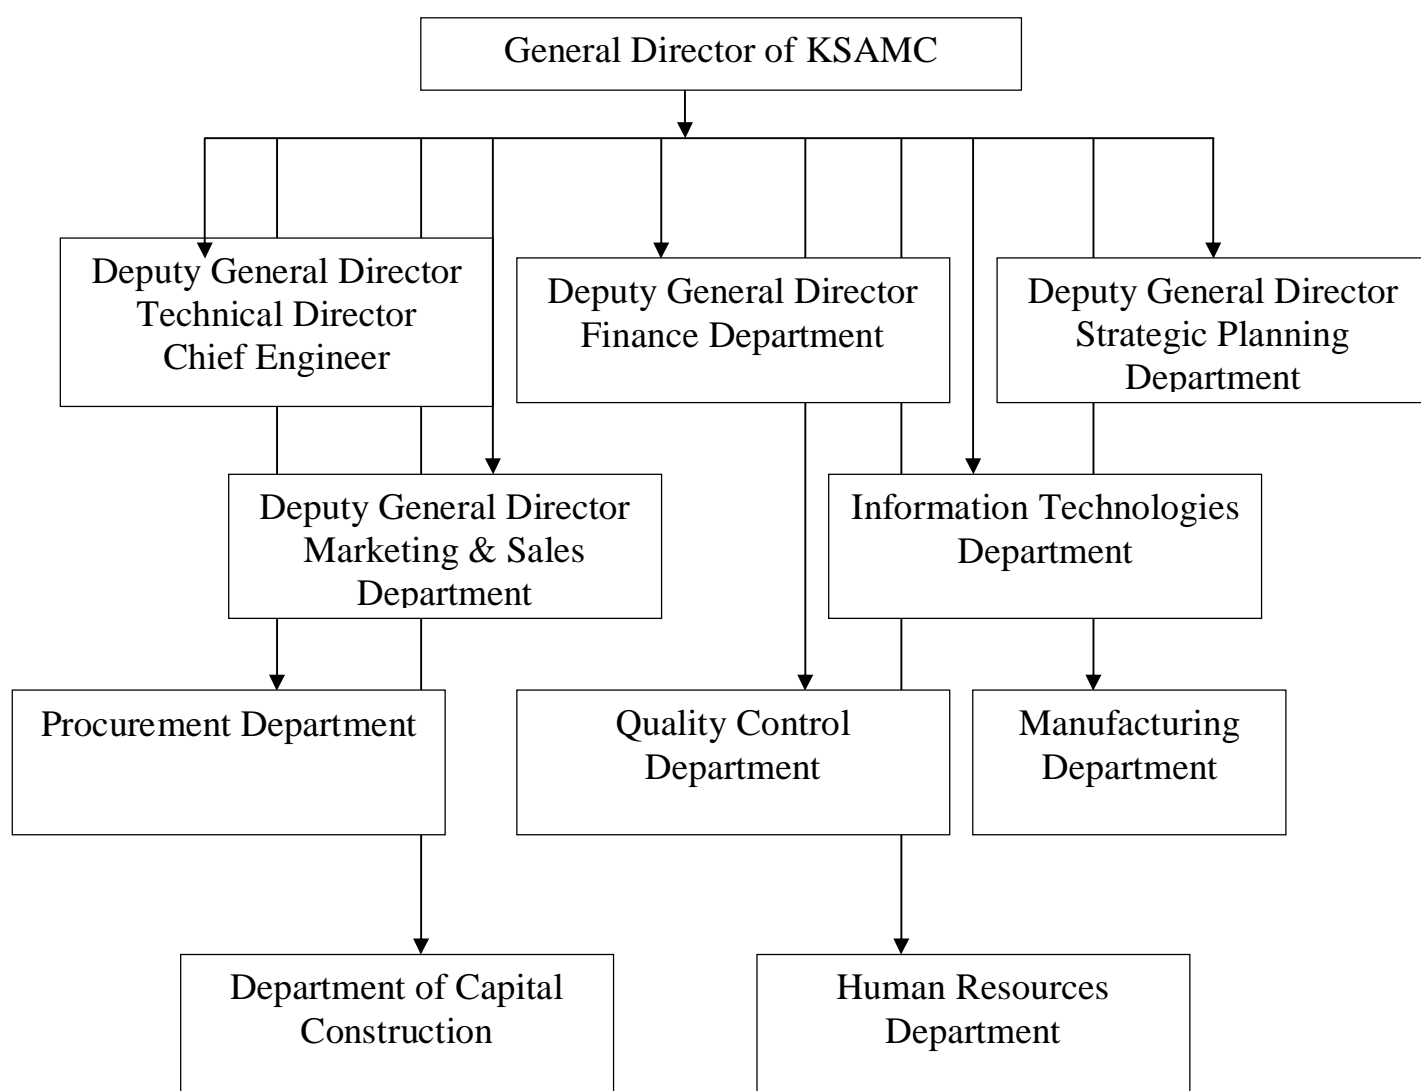 General Director of KSAMC
Deputy General Director
Technical Director
Chief Engineer
Deputy General Director
Finance Department
Deputy General Director
Strategic Planning
Department
Deputy General Director
Marketing & Sales
Department
Information Technologies
Department
Procurement Department
Quality Control
Department
Manufacturing
Department
Department of Capital
Construction
Human Resources
Department